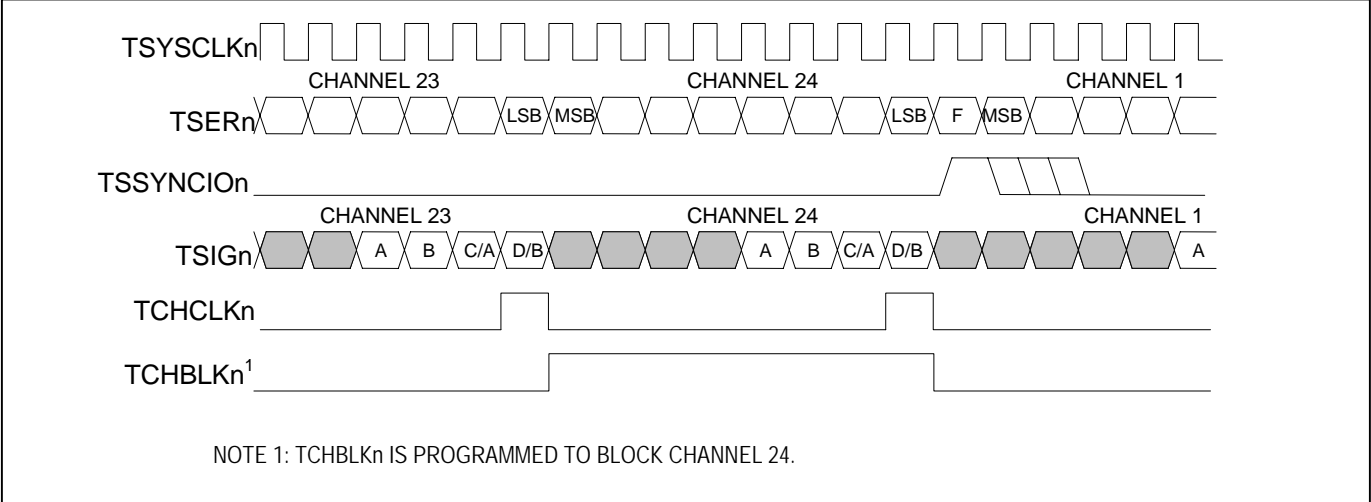 TSYSCLKn
CHANNEL 23 CHANNEL 24 CHANNEL 1
TSERn LSB MSB LSB F MSB
TSSYNCIOn
CHANNEL 23 CHANNEL 24 CHANNEL 1
TSIGn A B C/A D/B A B C/A D/B A
TCHCLKn
TCHBLKn¹
NOTE 1: TCHBLKn IS PROGRAMMED TO BLOCK CHANNEL 24.